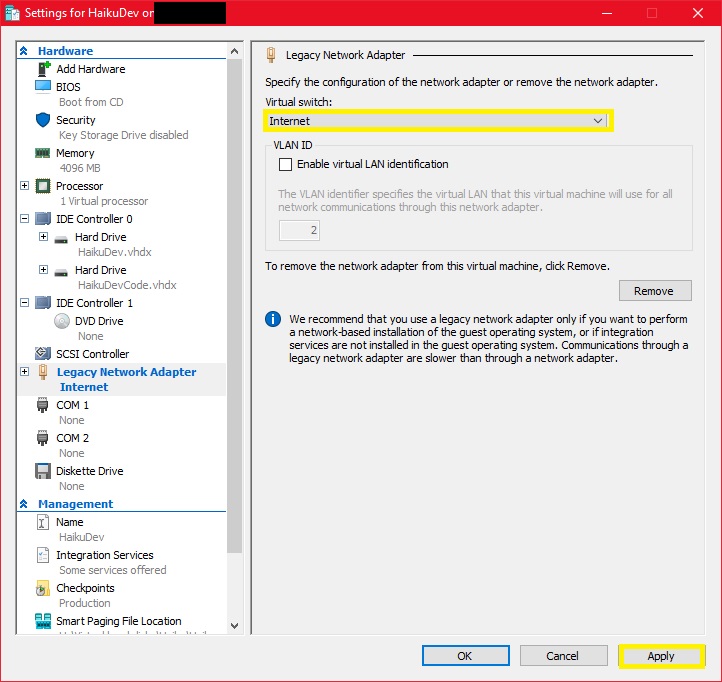 Settings for HaikuDev on
Hardware
Add Hardware
BIOS
Boot from CD
Security
Key Storage Drive disabled
Memory
4096 MB
Processor
1 Virtual processor
IDE Controller 0
Hard Drive
HaikuDev.vhdx
Hard Drive
HaikuDevCode.vhdx
IDE Controller 1
DVD Drive
None
SCSI Controller
Legacy Network Adapter
Internet
COM 1
None
COM 2
None
Diskette Drive
None
Management
Name
HaikuDev
Integration Services
Some services offered
Checkpoints
Production
Smart Paging File Location
Legacy Network Adapter
Specify the configuration of the network adapter or remove the network adapter.
Virtual switch:
Internet
VLAN ID
Enable virtual LAN identification
The VLAN identifier specifies the virtual LAN that this virtual machine will use for all
network communications through this network adapter.
2
To remove the network adapter from this virtual machine, click Remove.
Remove
We recommend that you use a legacy network adapter only if you want to perform
a network-based installation of the guest operating system, or if integration
services are not installed in the guest operating system. Communications through a
legacy network adapter are slower than through a network adapter.
OK
Cancel
Apply